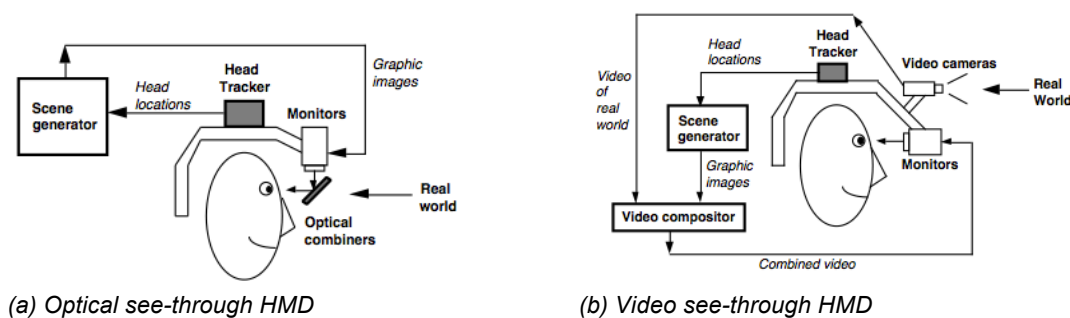 Head
Tracker
Graphic
images
Head
locations
Scene
generator
Monitors
Real
world
Optical
combiners
(a) Optical see-through HMD
Head
locations
Head
Tracker
Video cameras
Real
World
Video
of
real
world
Scene
generator
Monitors
Graphic
images
Video compositor
Combined video
(b) Video see-through HMD